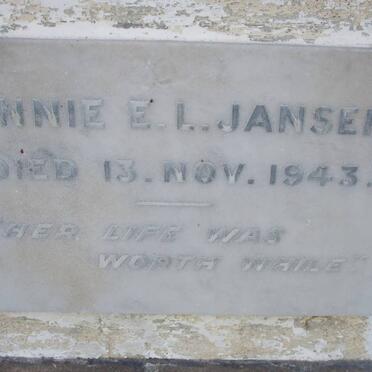 NNIE E. L. JANSEN
DIED 13. NOV. 1943.
"HER LIFE WAS
WORTH WHILE"